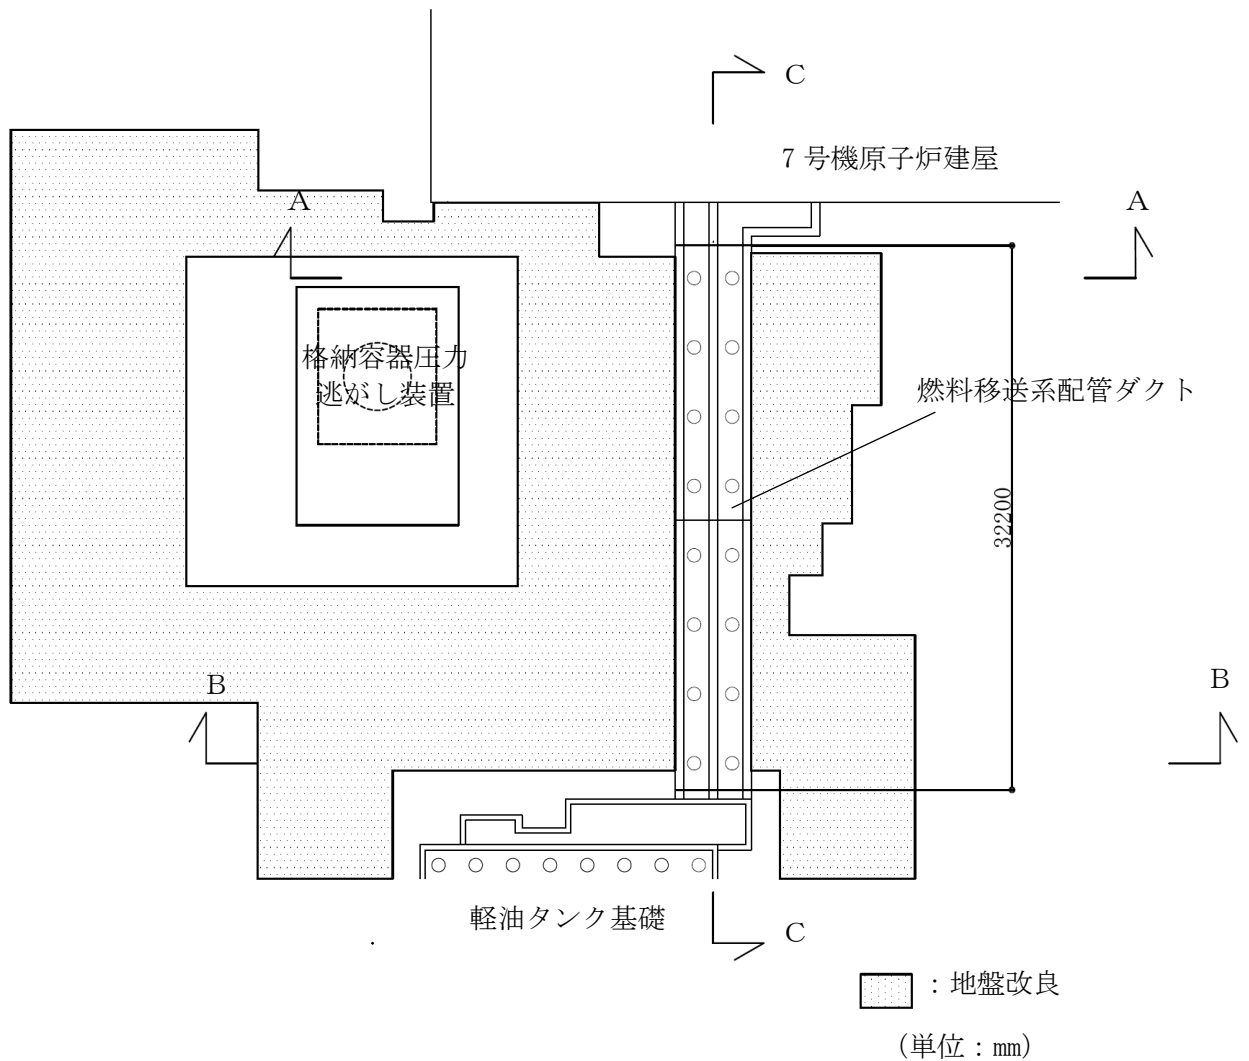 C
7 号機原子炉建屋
A
A
格納容器圧力
逃がし装置
燃料移送系配管ダクト
32200
B
B
軽油タンク基礎
C
：地盤改良
（単位：mm）